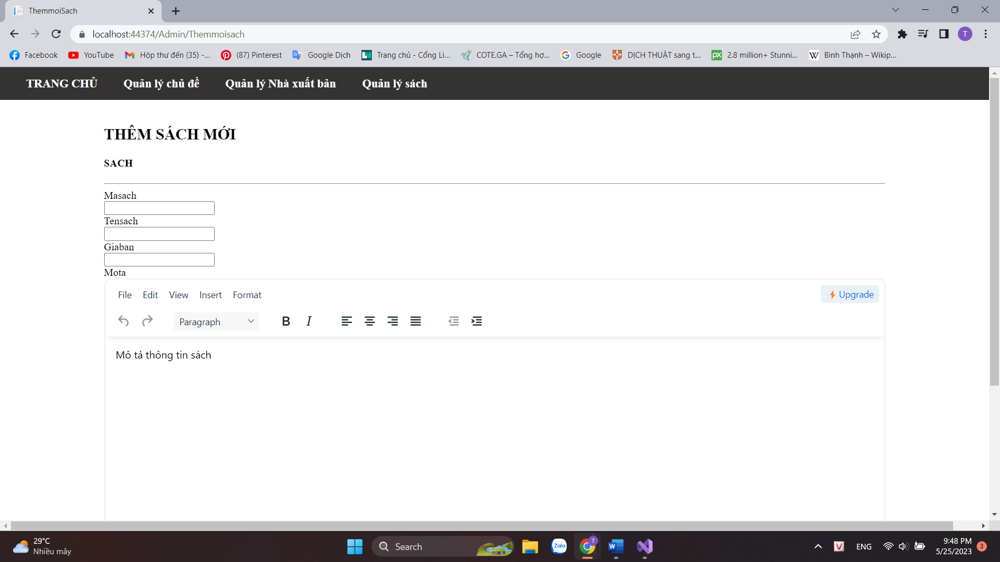 ThemmoiSach
localhost:44374/Admin/Themmoisach
T
Facebook
YouTube
Hộp thư đến (35) -...
(87) Pinterest
Google Dịch
Trang chủ - Cổng Li...
COTE.GA – Tổng hợ...
Google
DỊCH THUẬT sang t...
2.8 million+ Stunni...
Bình Thạnh – Wikip...
TRANG CHỦ
Quản lý chủ đề
Quản lý Nhà xuất bản
Quản lý sách
THÊM SÁCH MỚI
SACH
Masach
Tensach
Giaban
Mota
File Edit View Insert Format
Upgrade
Paragraph
B I
Mô tả thông tin sách
29°C
Nhiều mây
Search
Zalo
T
W
V
ENG
9:48 PM
5/25/2023
3